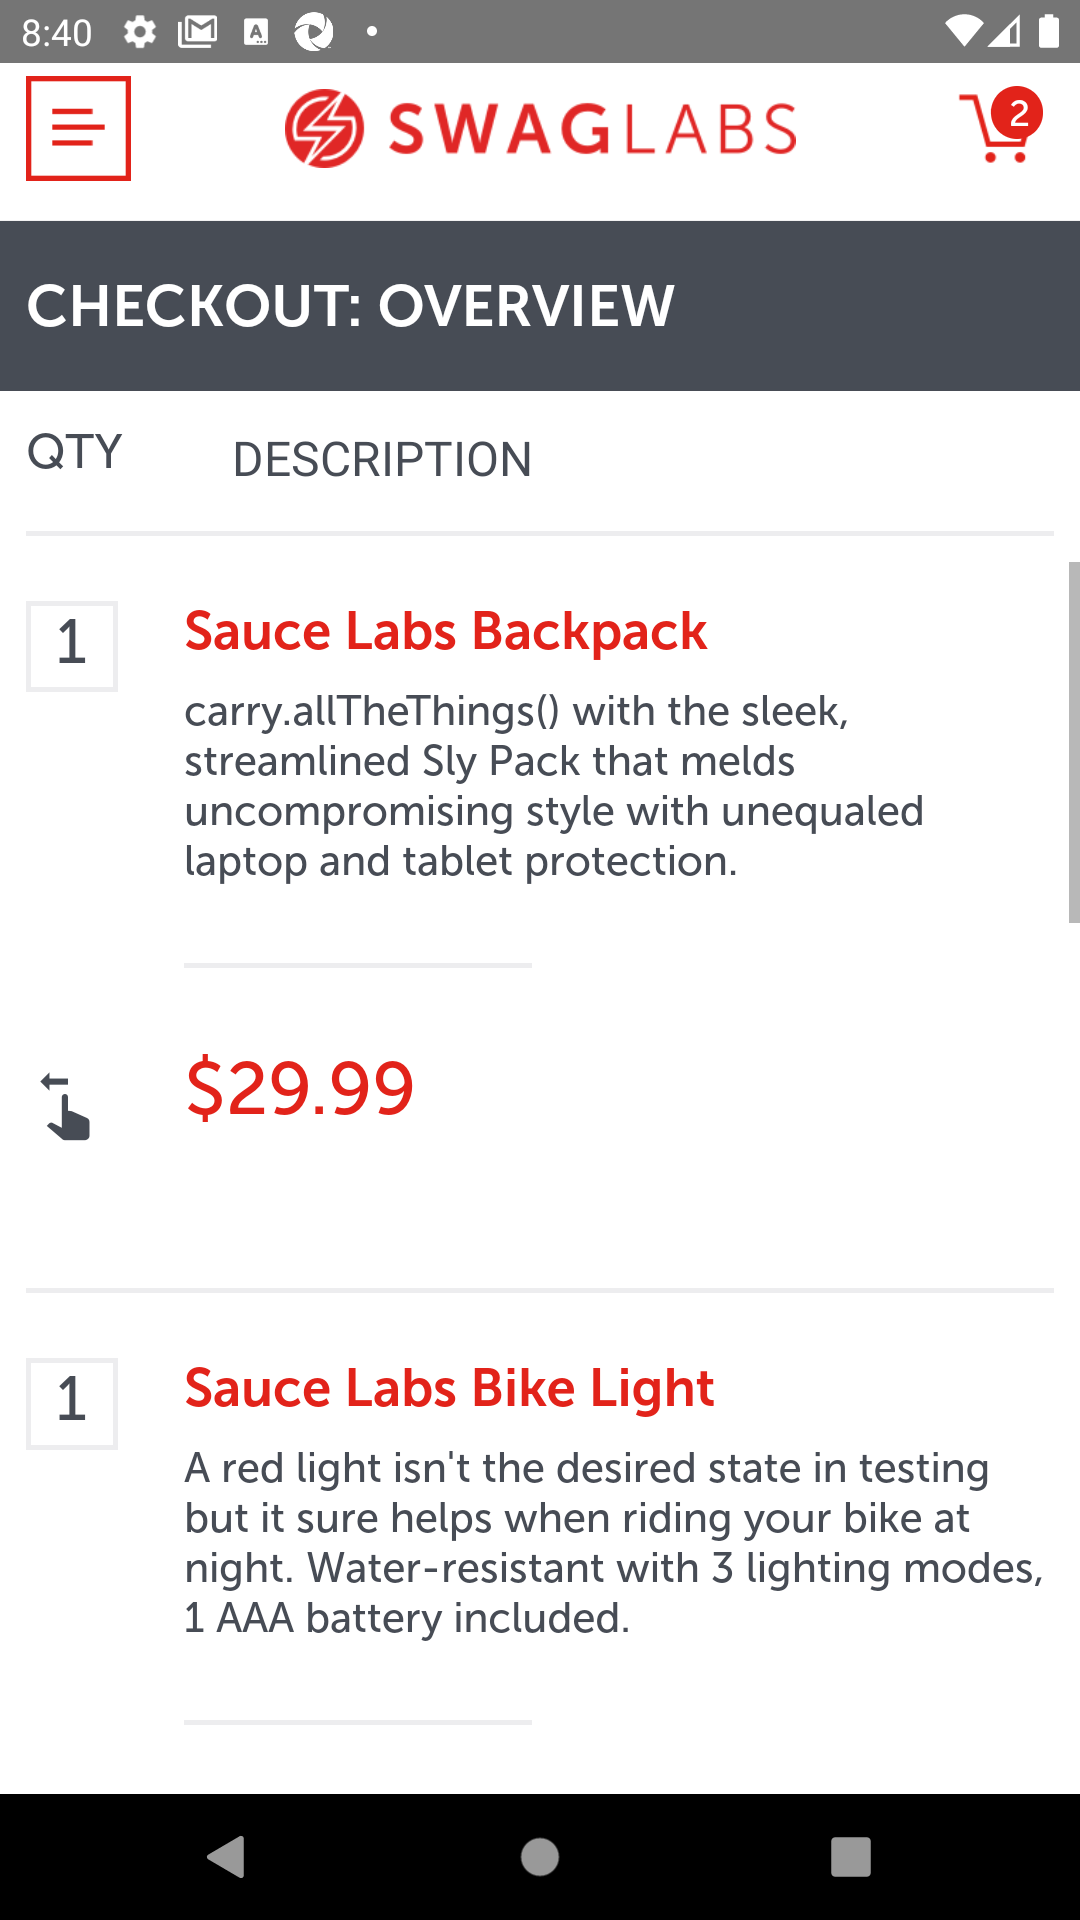 8:40
SWAGLABS
2
CHECKOUT: OVERVIEW
QTY
DESCRIPTION
1
Sauce Labs Backpack
carry.allTheThings() with the sleek,
streamlined Sly Pack that melds
uncompromising style with unequaled
laptop and tablet protection.
$29.99
1
Sauce Labs Bike Light
A red light isn't the desired state in testing
but it sure helps when riding your bike at
night. Water-resistant with 3 lighting modes,
1 AAA battery included.